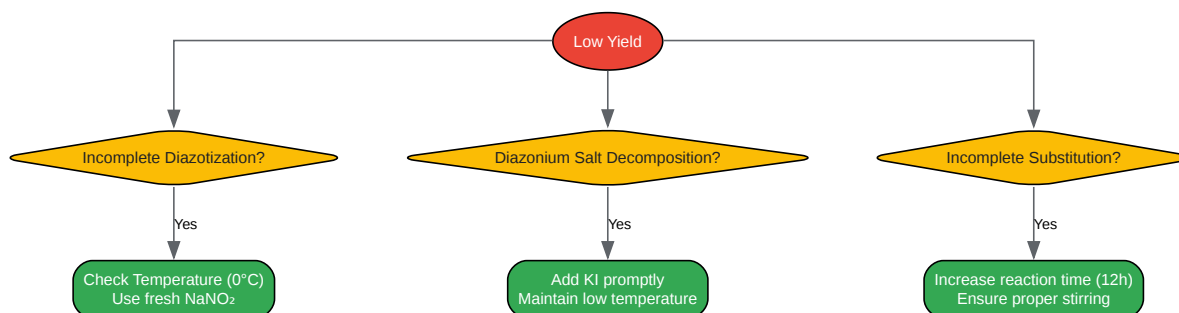 Low Yield
Incomplete Diazotization?
Diazonium Salt Decomposition?
Incomplete Substitution?
Yes
Yes
Yes
Check Temperature (0°C)
Use fresh NaNO₂
Add KI promptly
Maintain low temperature
Increase reaction time (12h)
Ensure proper stirring